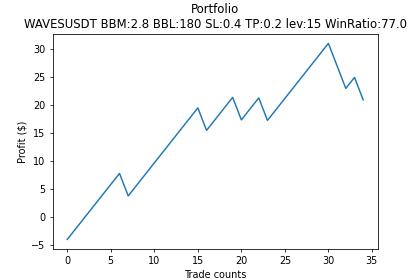 Portfolio
WAVESUSDT BBM:2.8 BBL:180 SL:0.4 TP:0.2 lev:15 WinRatio:77.0
Profit ($)
30
25
20
15
10
5
0
−5
0 5 10 15 20 25 30 35
Trade counts